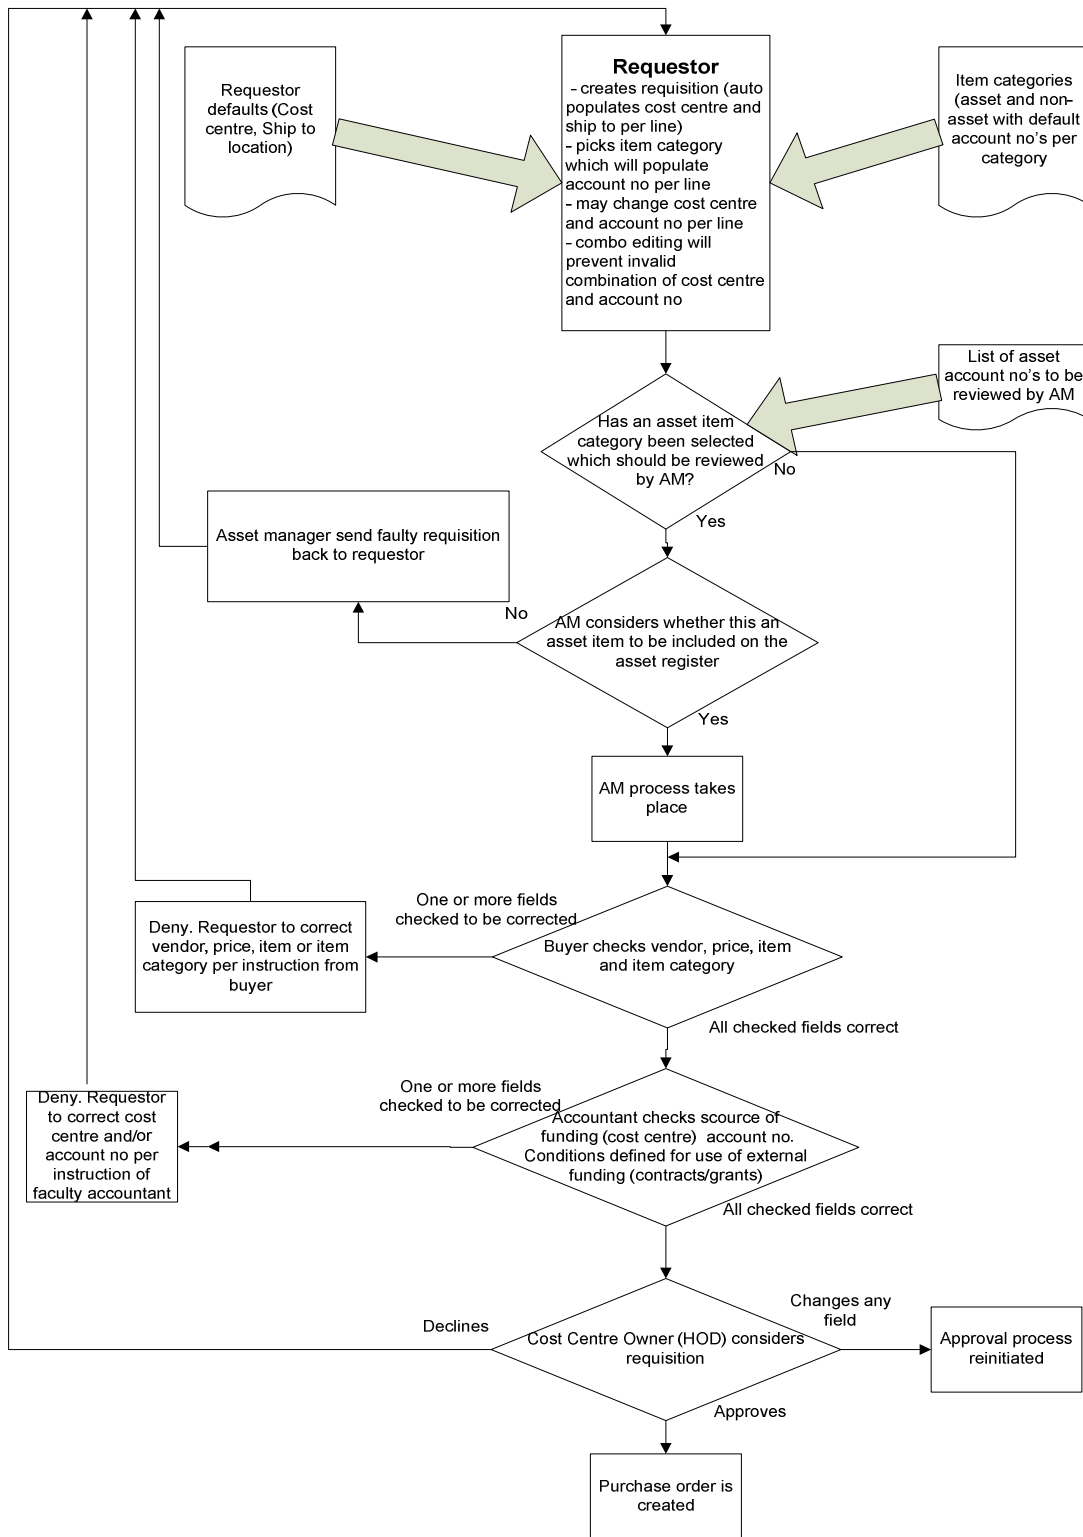 Requestor
defaults (Cost
centre, Ship to
location)
Requestor
- creates requisition (auto
populates cost centre and
ship to per line)
- picks item category
which will populate
account no per line
- may change cost centre
and account no per line
- combo editing will
prevent invalid
combination of cost centre
and account no
Item categories
(asset and non-
asset with default
account no's per
category
List of asset
account no's to be
reviewed by AM
Has an asset item
category been selected
which should be reviewed
by AM?
No
Yes
Asset manager send faulty requisition
back to requestor
No
AM considers whether this an
asset item to be included on the
asset register
Yes
AM process takes
place
One or more fields
checked to be corrected
Deny. Requestor to correct
vendor, price, item or item
category per instruction from
buyer
Buyer checks vendor, price, item
and item category
All checked fields correct
One or more fields
checked to be corrected
Deny. Requestor
to correct cost
centre and/or
account no per
instruction of
faculty accountant
Accountant checks scource of
funding (cost centre) account no.
Conditions defined for use of external
funding (contracts/grants)
All checked fields correct
Declines
Cost Centre Owner (HOD) considers
requisition
Changes any
field
Approval process
reinitiated
Approves
Purchase order is
created